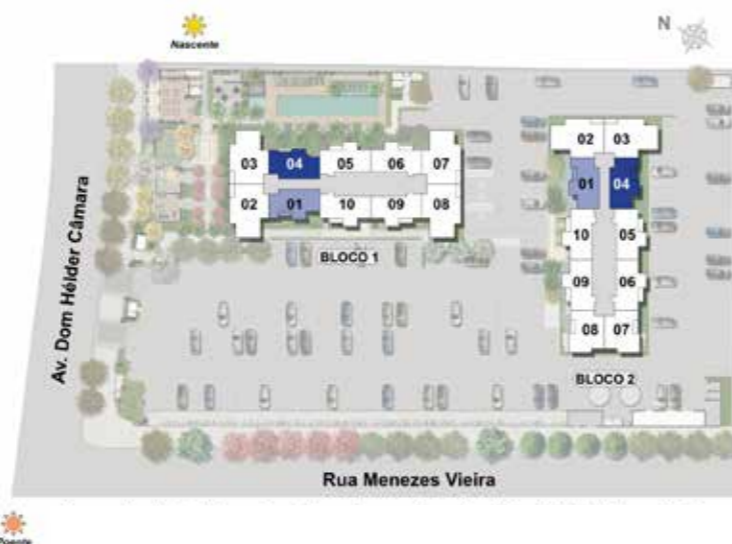 Nascente
N
Av. Dom Hélder Câmara
03 04 05 06 07
02 01 10 09 08
BLOCO 1
02 03
01 04
10 05
09 06
08 07
BLOCO 2
Rua Menezes Vieira
Poente